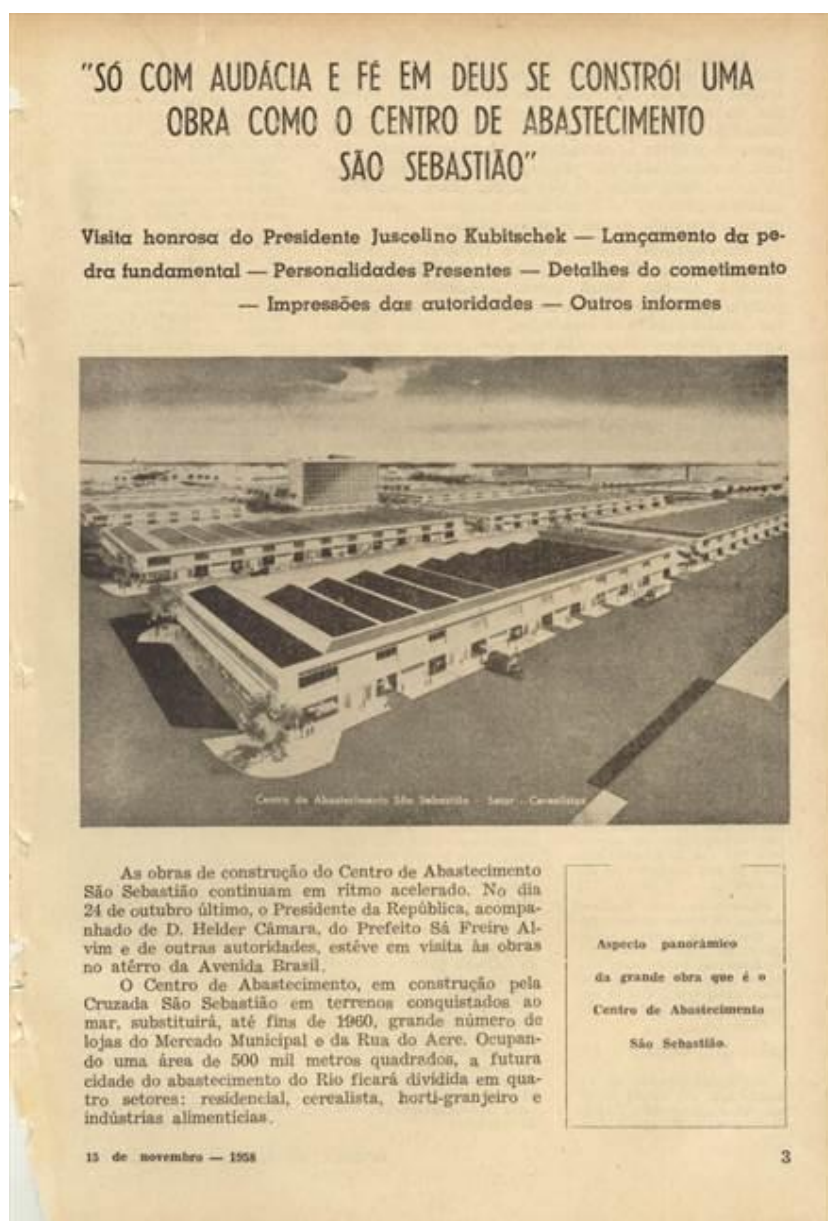 "SÓ COM AUDÁCIA E FÉ EM DEUS SE CONSTRÓI UMA
OBRA COMO O CENTRO DE ABASTECIMENTO
SÃO SEBASTIÃO"
Visita honrosa do Presidente Juscelino Kubitschek — Lançamento da pe-
dra fundamental — Personalidades Presentes — Detalhes do cometimento
— Impressões das autoridades — Outros informes
Centro de Abastecimento São Sebastião - Setor - Cerealistas
As obras de construção do Centro de Abastecimento
São Sebastião continuam em ritmo acelerado. No dia
24 de outubro último, o Presidente da República, acompa-
nhado de D. Helder Câmara, do Prefeito Sá Freire Al-
vim e de outras autoridades, estêve em visita às obras
no atêrro da Avenida Brasil.
O Centro de Abastecimento, em construção pela
Cruzada São Sebastião em terrenos conquistados ao
mar, substituirá, até fins de 1960, grande número de
lojas do Mercado Municipal e da Rua do Acre. Ocupan-
do uma área de 500 mil metros quadrados, a futura
cidade do abastecimento do Rio ficará dividida em qua-
tro setores: residencial, cerealista, horti-granjeiro e
indústrias alimentícias.
Aspecto panorâmico
da grande obra que é o
Centro de Abastecimento
São Sebastião.
15 de novembro — 1958
3